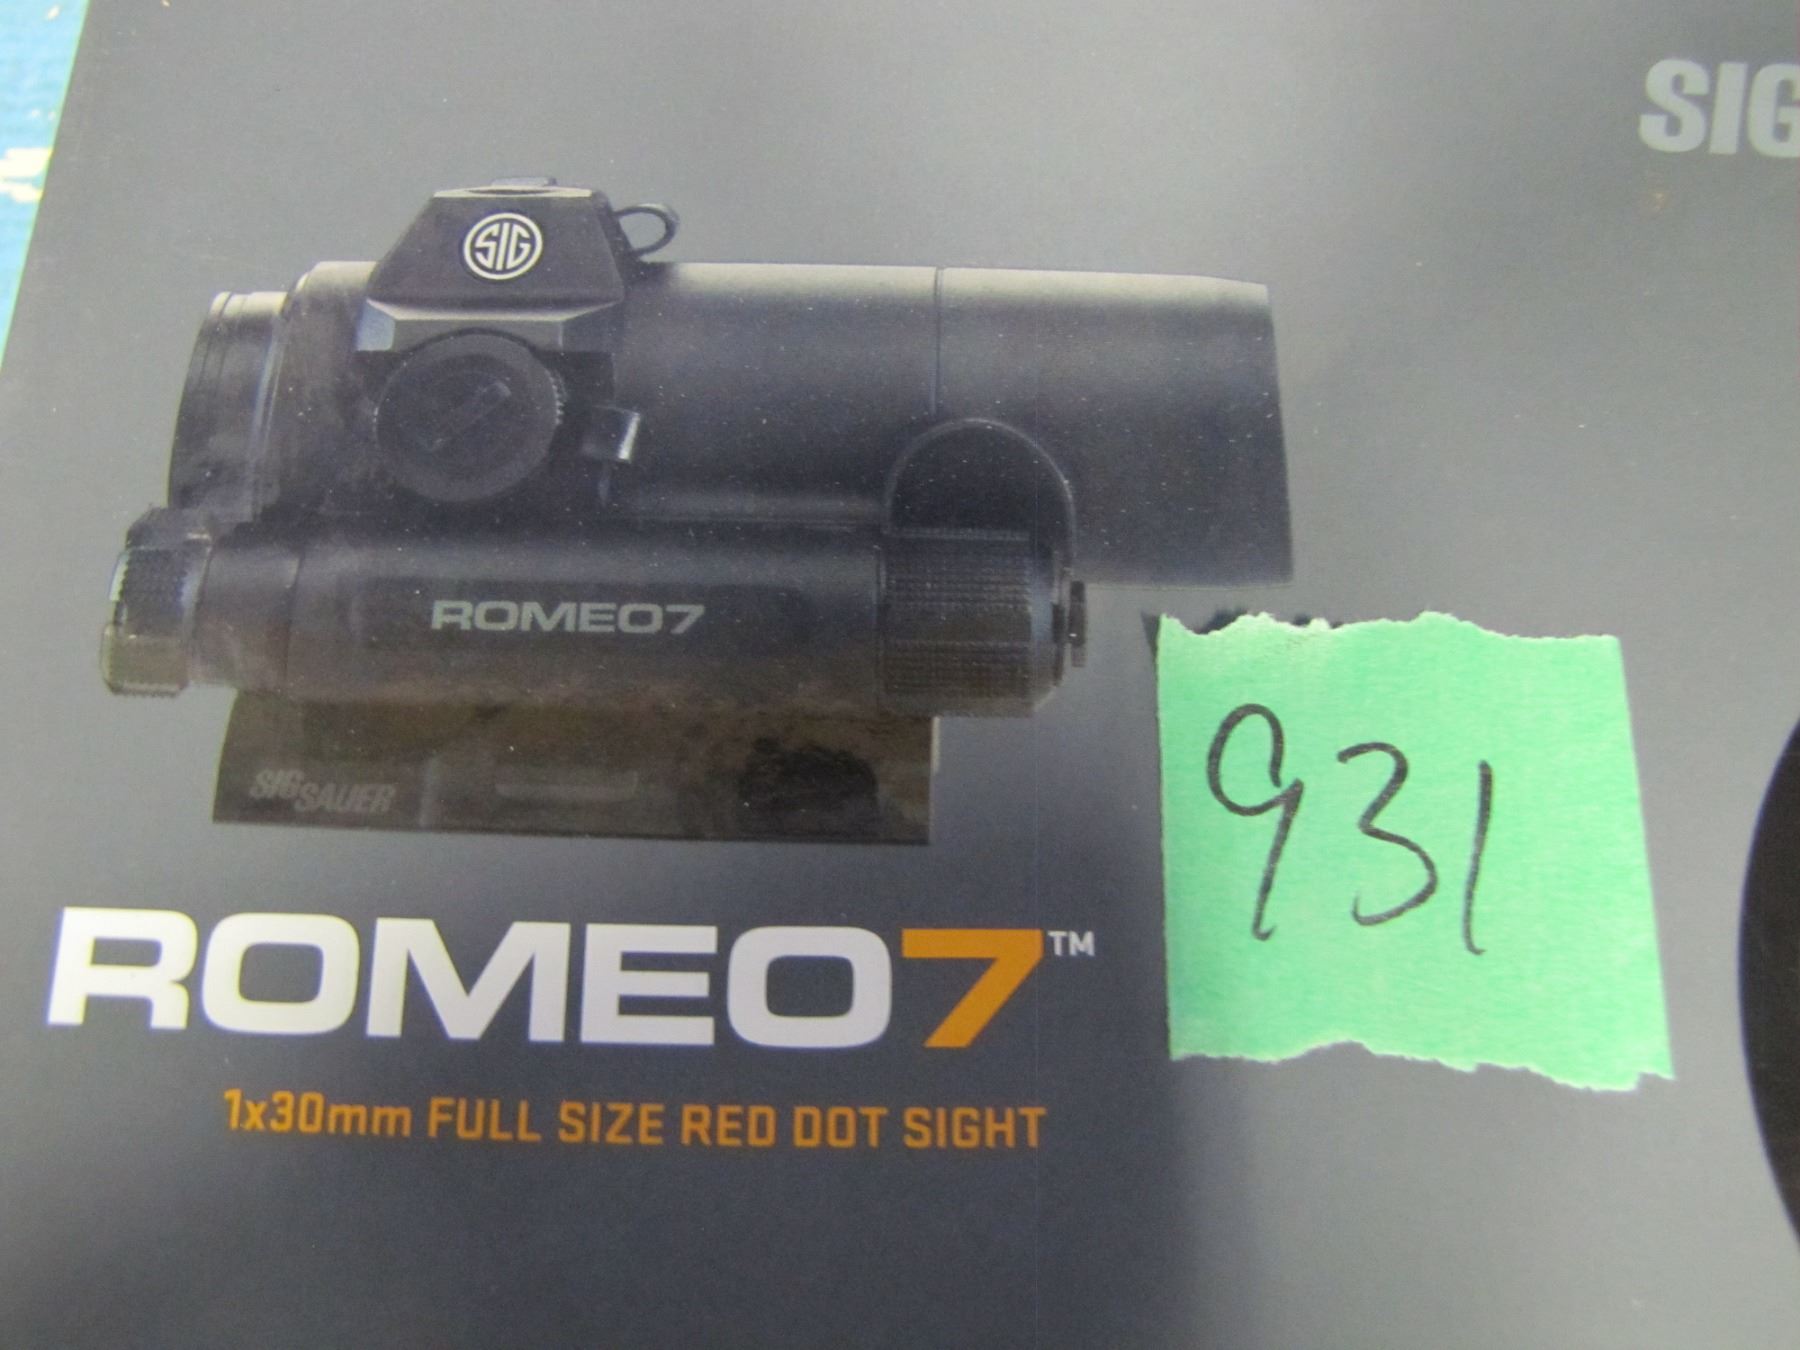 SIG
SIG
ROMEO7
SIG SAUER
931
ROMEO7™
1x30mm FULL SIZE RED DOT SIGHT